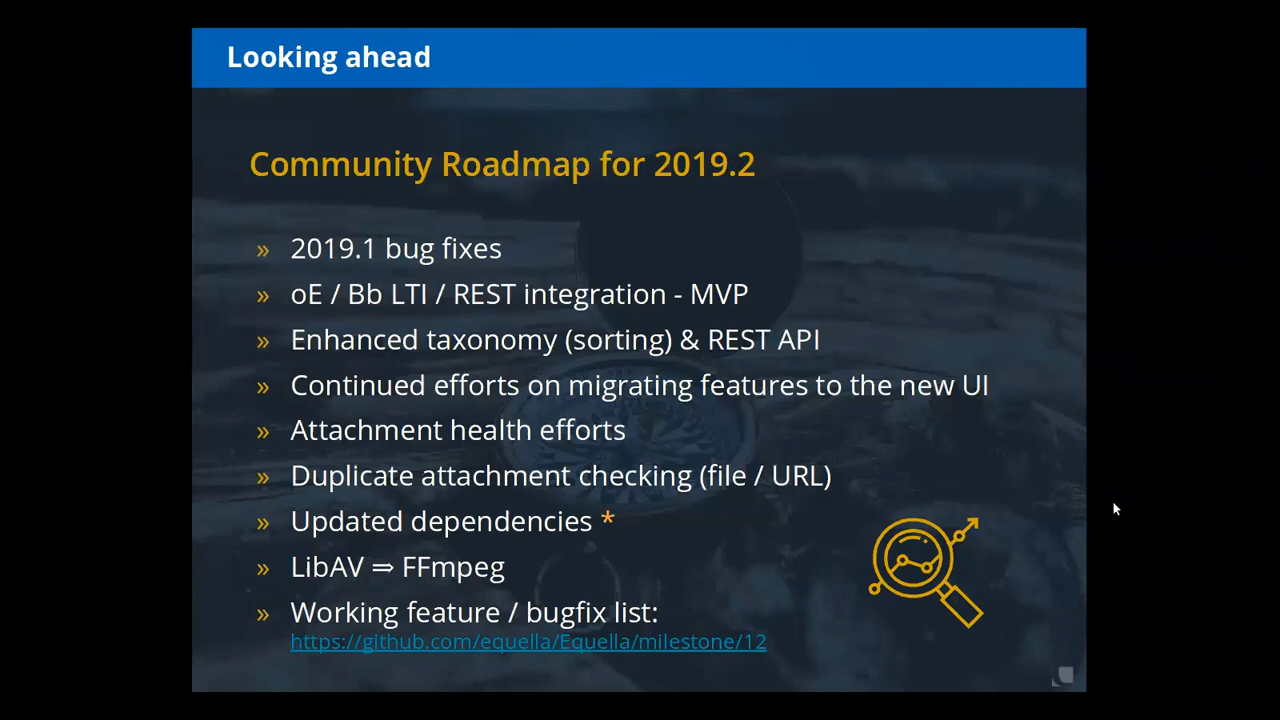 Looking ahead
Community Roadmap for 2019.2
» 2019.1 bug fixes
» oE / Bb LTI / REST integration - MVP
» Enhanced taxonomy (sorting) & REST API
» Continued efforts on migrating features to the new UI
» Attachment health efforts
» Duplicate attachment checking (file / URL)
» Updated dependencies *
» LibAV ⇒ FFmpeg
» Working feature / bugfix list:
https://github.com/equella/Equella/milestone/12